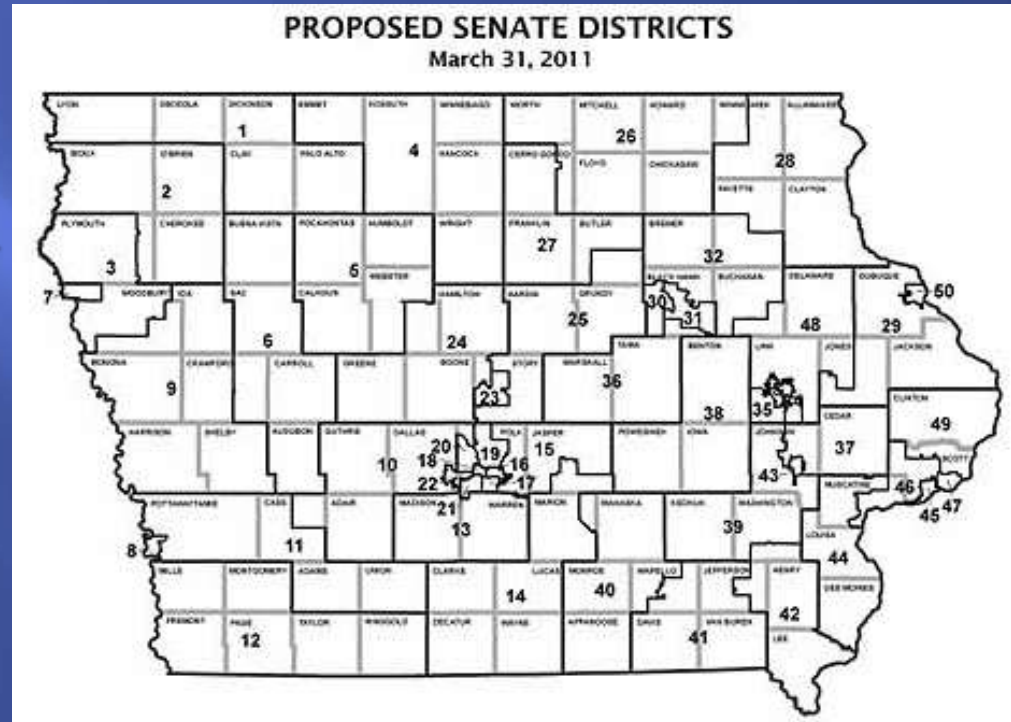 PROPOSED SENATE DISTRICTS
March 31, 2011
LYON OSCEOLA DICKINSON EMMET KOSSUTH WINNEBAGO WORTH MITCHELL HOWARD ALLAMAKEE
1 26
4
SIOUX O'BRIEN CLAY PALO ALTO HANCOCK CERRO GORDO FLOYD CHICKASAW 28
2 FAYETTE CLAYTON
PLYMOUTH CHEROKEE BUENA VISTA POCAHONTAS HUMBOLDT WRIGHT FRANKLIN BUTLER BREMER
27 32
3 5 WEBSTER BLACK HAWK BUCHANAN DELAWARE DUBUQUE
7 WOODBURY IDA SAC CALHOUN HAMILTON HARDIN GRUNDY 30 50
25 31 48 29
6 24
MONONA CRAWFORD CARROLL GREENE BOONE STORY MARSHALL TAMA BENTON LINN JONES JACKSON
9 36
23 38 35 CLINTON
CEDAR 49
HARRISON SHELBY AUDOBON GUTHRIE DALLAS POLK JASPER POWESHIEK IOWA JOHNSON
20 19 15 37 SCOTT
10 18 16
22 17 43 MUSCATINE 46 47
POTTAWATTAMIE CASS ADAIR MADISON 21 WARREN MARION MAHASKA KEOKUK WASHINGTON 45
13 39 LOUISA
8 11 44
MILLS MONTGOMERY ADAMS UNION CLARKE LUCAS MONROE WAPELLO JEFFERSON HENRY
14 40 DES MOINES
42
FREMONT PAGE TAYLOR RINGGOLD DECATUR WAYNE APPANOOSE DAVIS VAN BUREN LEE
12 41